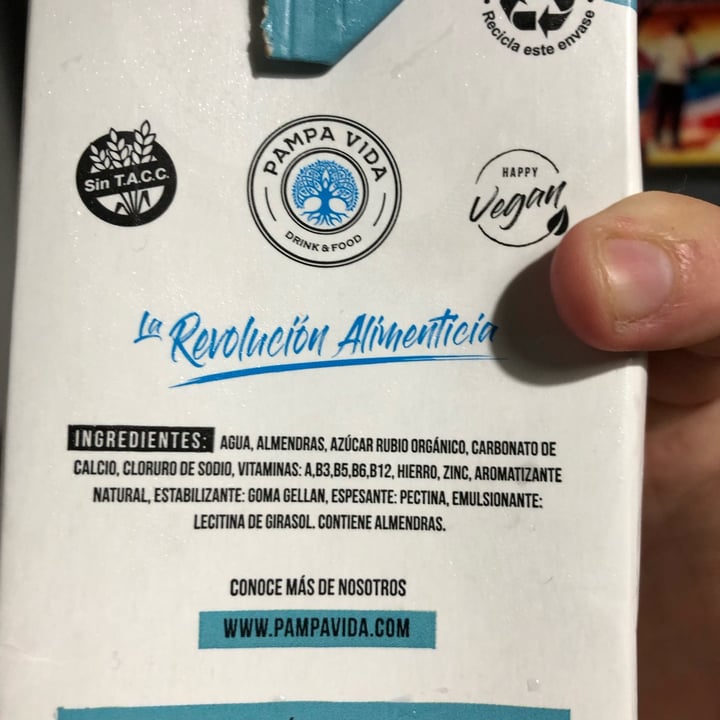 Recicla este envase
Sin T.A.C.C.
PAMPA VIDA
DRINK & FOOD
HAPPY
Vegan
La Revolución Alimenticia
INGREDIENTES: AGUA, ALMENDRAS, AZÚCAR RUBIO ORGÁNICO, CARBONATO DE
CALCIO, CLORURO DE SODIO, VITAMINAS: A,B3,B5,B6,B12, HIERRO, ZINC, AROMATIZANTE
NATURAL, ESTABILIZANTE: GOMA GELLAN, ESPESANTE: PECTINA, EMULSIONANTE:
LECITINA DE GIRASOL. CONTIENE ALMENDRAS.
CONOCE MÁS DE NOSOTROS
WWW.PAMPAVIDA.COM